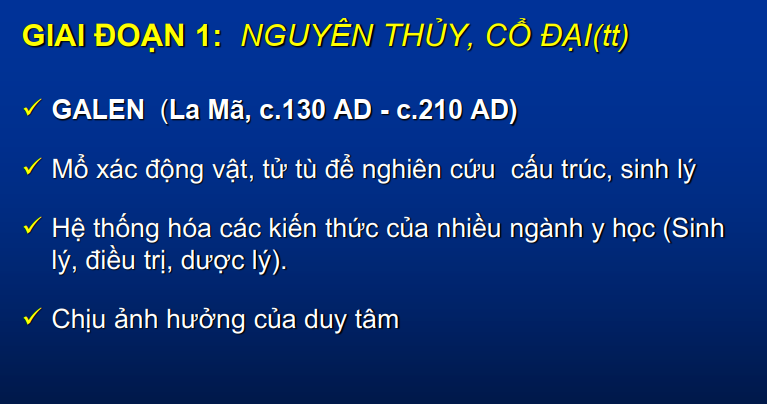 GIAI ĐOẠN 1: NGUYÊN THỦY, CỔ ĐẠI(tt)
✓ GALEN (La Mã, c.130 AD - c.210 AD)
✓ Mổ xác động vật, tử tù để nghiên cứu cấu trúc, sinh lý
✓ Hệ thống hóa các kiến thức của nhiều ngành y học (Sinh
lý, điều trị, dược lý).
✓ Chịu ảnh hưởng của duy tâm